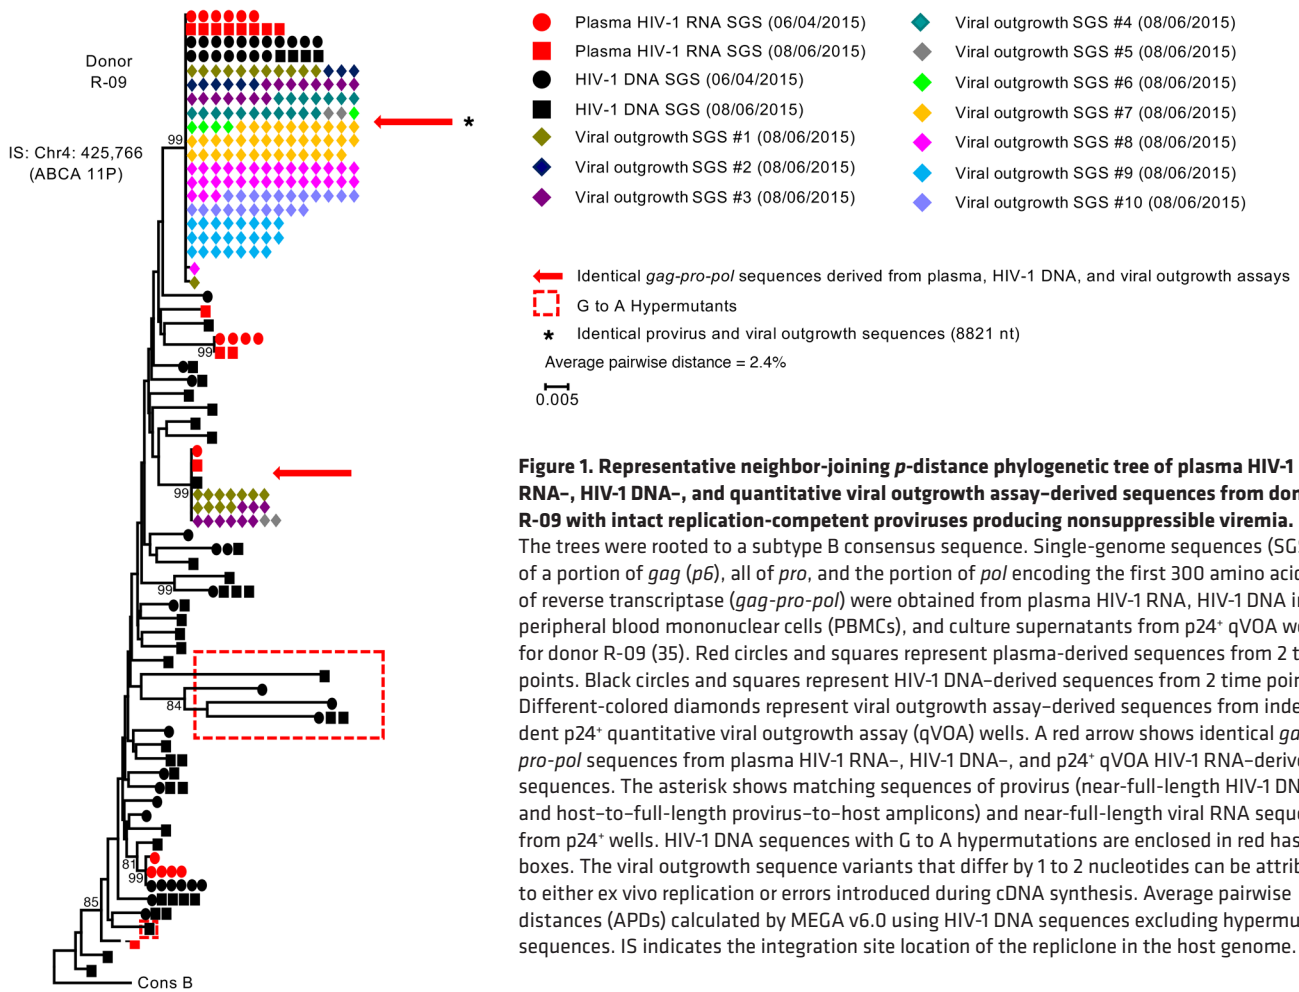 Donor
R-09
IS: Chr4: 425,766
(ABCA 11P)
99
99
99
99
84
81
99
85
Cons B
Plasma HIV-1 RNA SGS (06/04/2015)
Plasma HIV-1 RNA SGS (08/06/2015)
HIV-1 DNA SGS (06/04/2015)
HIV-1 DNA SGS (08/06/2015)
Viral outgrowth SGS #1 (08/06/2015)
Viral outgrowth SGS #2 (08/06/2015)
Viral outgrowth SGS #3 (08/06/2015)
Viral outgrowth SGS #4 (08/06/2015)
Viral outgrowth SGS #5 (08/06/2015)
Viral outgrowth SGS #6 (08/06/2015)
Viral outgrowth SGS #7 (08/06/2015)
Viral outgrowth SGS #8 (08/06/2015)
Viral outgrowth SGS #9 (08/06/2015)
Viral outgrowth SGS #10 (08/06/2015)
Identical gag-pro-pol sequences derived from plasma, HIV-1 DNA, and viral outgrowth assays
G to A Hypermutants
* Identical provirus and viral outgrowth sequences (8821 nt)
Average pairwise distance = 2.4%
0.005
Figure 1. Representative neighbor-joining p-distance phylogenetic tree of plasma HIV-1
RNA–, HIV-1 DNA–, and quantitative viral outgrowth assay–derived sequences from don
R-09 with intact replication-competent proviruses producing nonsuppressible viremia.
The trees were rooted to a subtype B consensus sequence. Single-genome sequences (SGS
of a portion of gag (p6), all of pro, and the portion of pol encoding the first 300 amino acid
of reverse transcriptase (gag-pro-pol) were obtained from plasma HIV-1 RNA, HIV-1 DNA in
peripheral blood mononuclear cells (PBMCs), and culture supernatants from p24⁺ qVOA we
for donor R-09 (35). Red circles and squares represent plasma-derived sequences from 2 t
points. Black circles and squares represent HIV-1 DNA–derived sequences from 2 time poin
Different-colored diamonds represent viral outgrowth assay–derived sequences from inde
dent p24⁺ quantitative viral outgrowth assay (qVOA) wells. A red arrow shows identical ga
pro-pol sequences from plasma HIV-1 RNA–, HIV-1 DNA–, and p24⁺ qVOA HIV-1 RNA–derive
sequences. The asterisk shows matching sequences of provirus (near-full-length HIV-1 DN
and host–to–full-length provirus–to–host amplicons) and near-full-length viral RNA seque
from p24⁺ wells. HIV-1 DNA sequences with G to A hypermutations are enclosed in red has
boxes. The viral outgrowth sequence variants that differ by 1 to 2 nucleotides can be attrib
to either ex vivo replication or errors introduced during cDNA synthesis. Average pairwise
distances (APDs) calculated by MEGA v6.0 using HIV-1 DNA sequences excluding hypermu
sequences. IS indicates the integration site location of the repliclone in the host genome.